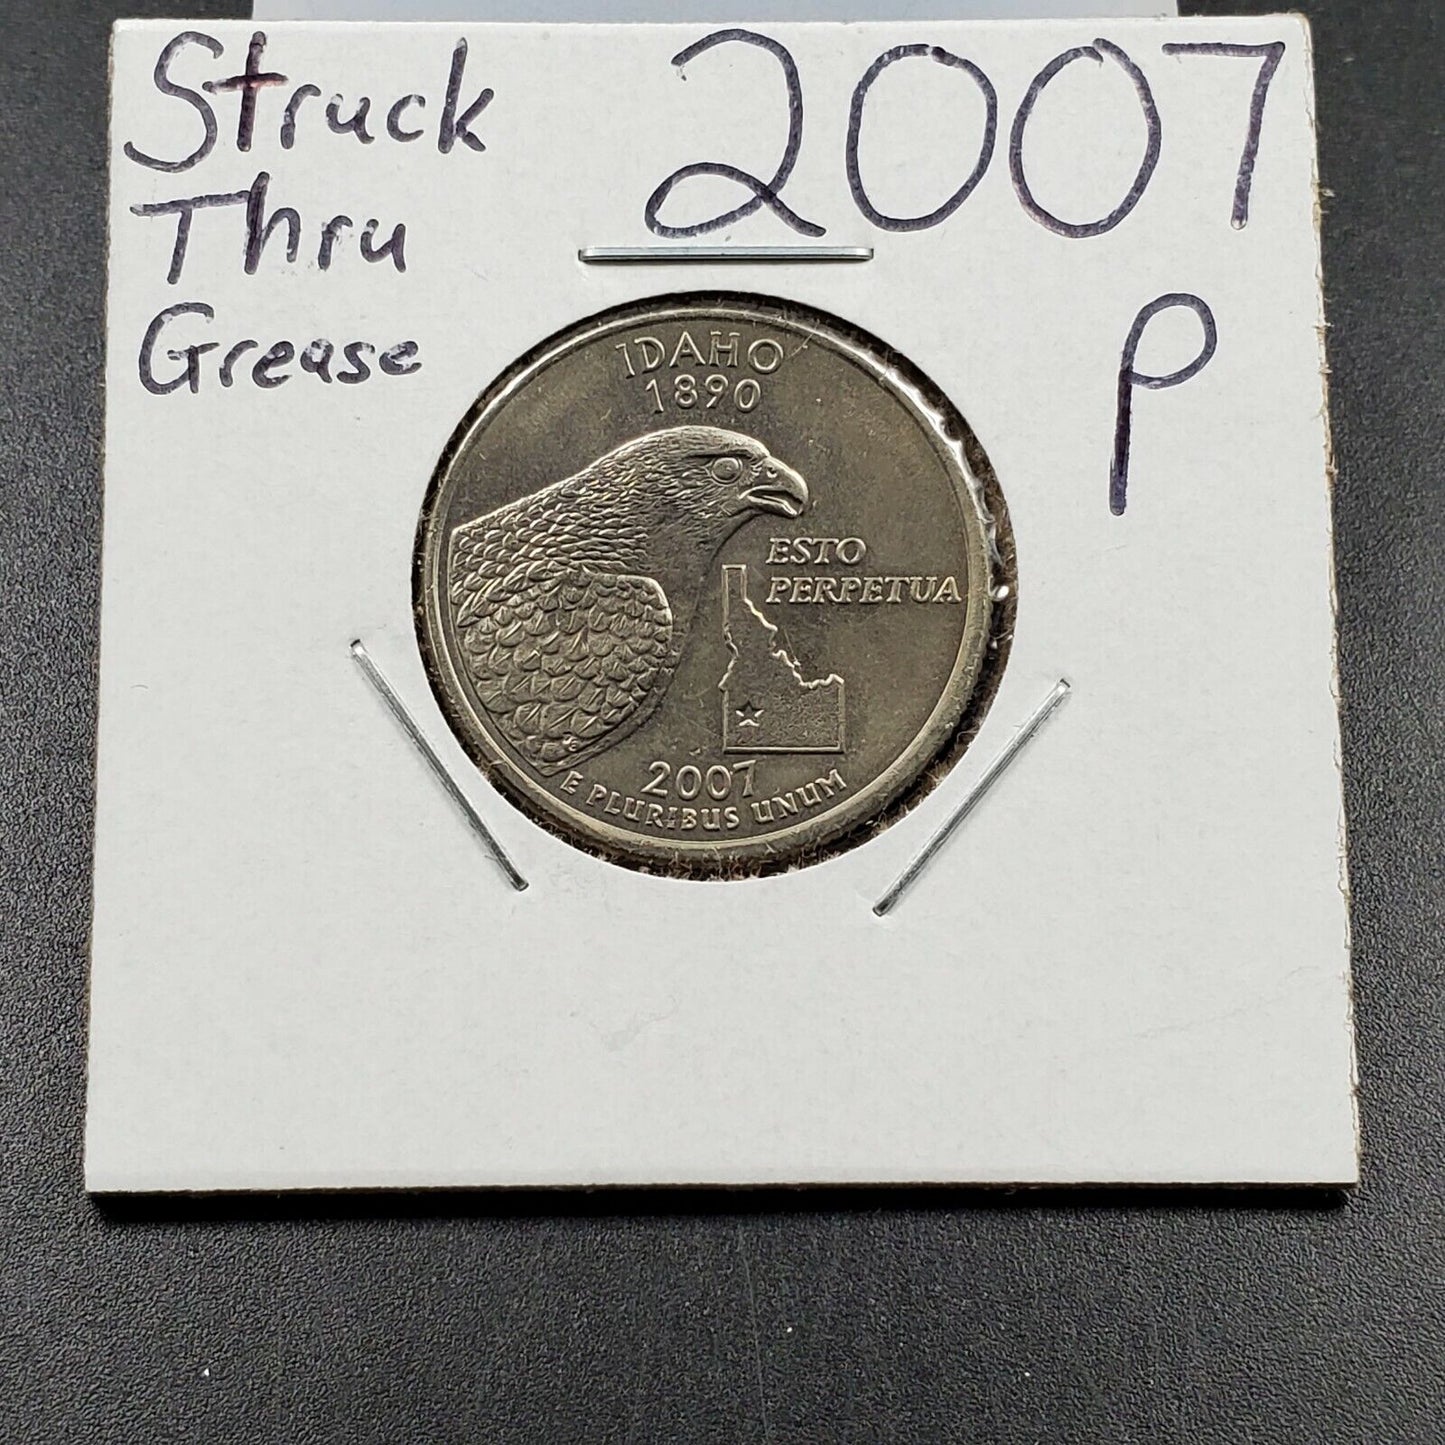 Struck
Thru
Grease
2007
P
IDAHO
1890
ESTO
PERPETUA
2007
E PLURIBUS UNUM